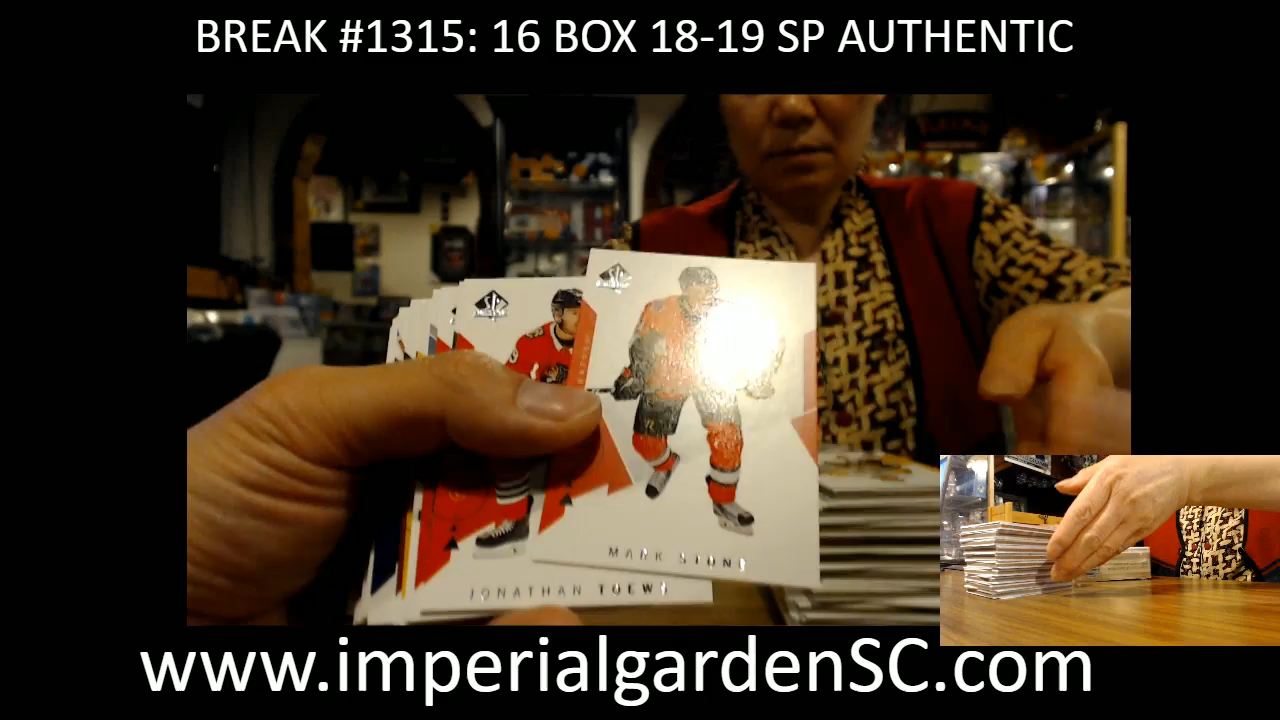 BREAK #1315: 16 BOX 18-19 SP AUTHENTIC
MARK STONE
JONATHAN TOEWS
www.imperialgardenSC.com